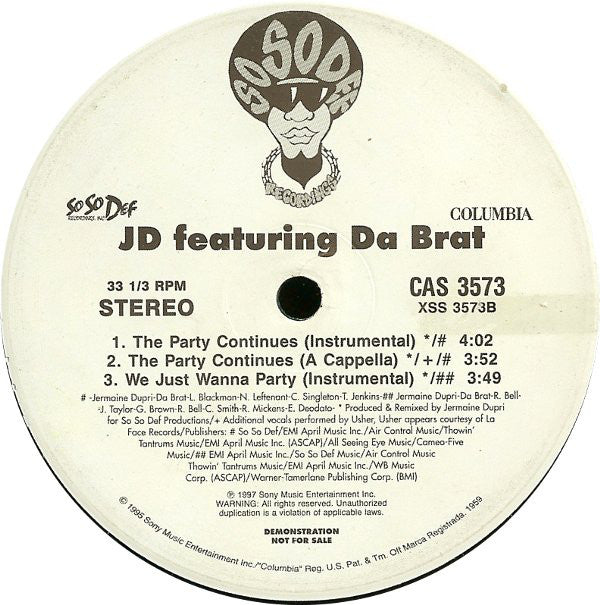 SO SO DEF
RECORDINGS
So So Def
RECORDINGS, INC.
COLUMBIA
JD featuring Da Brat
33 1/3 RPM
STEREO
CAS 3573
XSS 3573B
1. The Party Continues (Instrumental) */# 4:02
2. The Party Continues (A Cappella) */+/# 3:52
3. We Just Wanna Party (Instrumental) */## 3:49
# -Jermaine Dupri-Da Brat-L. Blackman-N. Leftenant-C. Singleton-T. Jenkins-## Jermaine Dupri-Da Brat-R. Bell-
-J. Taylor-G. Brown-R. Bell-C. Smith-R. Mickens-E. Deodato- * Produced & Remixed by Jermaine Dupri
for So So Def Productions/+ Additional vocals performed by Usher, Usher appears courtesy of La
Face Records/Publishers: # So So Def/EMI April Music Inc./Air Control Music/Thowin'
Tantrums Music/EMI April Music Inc. (ASCAP)/All Seeing Eye Music/Cameo-Five
Music/## EMI April Music Inc./So So Def Music/Air Control Music
Thowin' Tantrums Music/EMI April Music Inc./WB Music
Corp. (ASCAP)/Warner-Tamerlane Publishing Corp. (BMI)
℗ 1997 Sony Music Entertainment Inc.
WARNING: All rights reserved. Unauthorized
duplication is a violation of applicable laws.
DEMONSTRATION
NOT FOR SALE
© 1995 Sony Music Entertainment Inc./"Columbia" Reg. U.S. Pat. & Tm. Off Marca Registrada, 1959